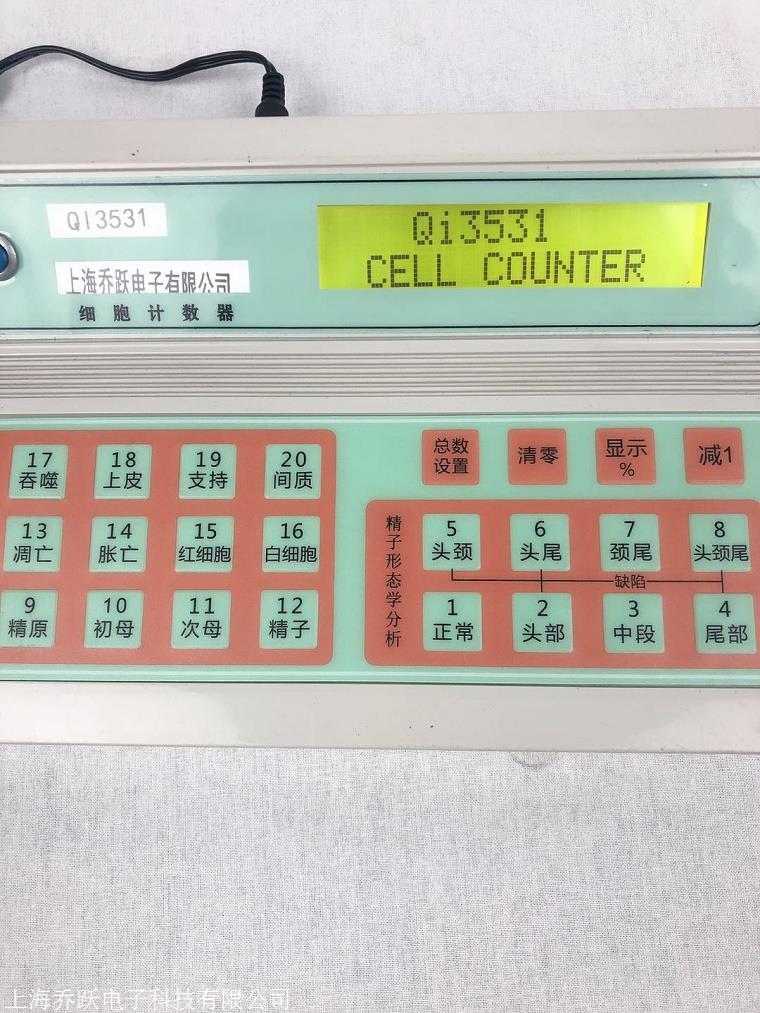 QI3531
上海乔跃电子有限公司
细胞计数器
Qi3531
CELL COUNTER
17
吞噬
18
上皮
19
支持
20
间质
13
凋亡
14
胀亡
15
红细胞
16
白细胞
9
精原
10
初母
11
次母
12
精子
总数
设置
清零
显示
%
减1
精子形态学分析
5
头颈
6
头尾
7
颈尾
8
头颈尾
缺陷
1
正常
2
头部
3
中段
4
尾部
上海乔跃电子科技有限公司